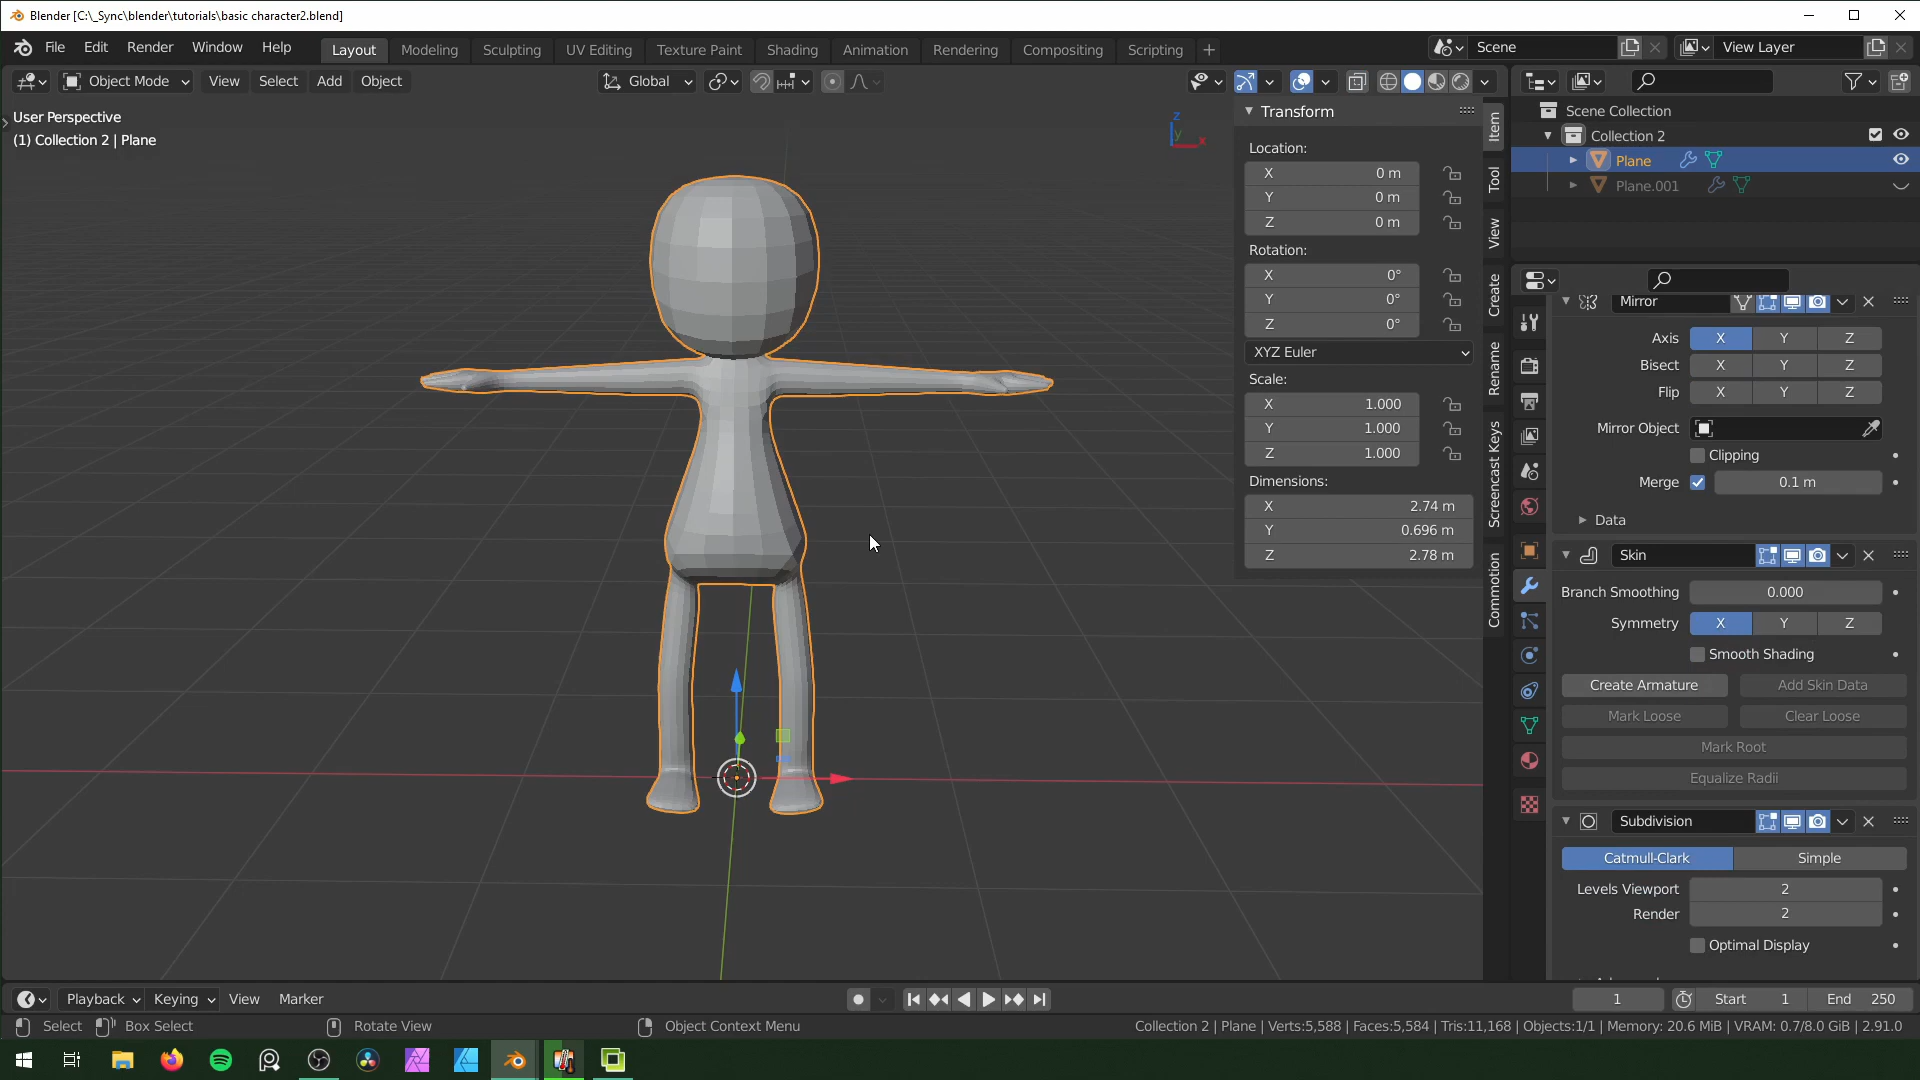 Blender [C:\_Sync\blender\tutorials\basic character2.blend]
File Edit Render Window Help
Layout Modeling Sculpting UV Editing Texture Paint Shading Animation Rendering Compositing Scripting +
Scene
View Layer
Object Mode View Select Add Object
Global
User Perspective
(1) Collection 2 | Plane
Z
Y
X
Transform
Location:
X 0 m
Y 0 m
Z 0 m
Rotation:
X 0°
Y 0°
Z 0°
XYZ Euler
Scale:
X 1.000
Y 1.000
Z 1.000
Dimensions:
X 2.74 m
Y 0.696 m
Z 2.78 m
Item
Tool
View
Create
Rename
Screencast Keys
Commotion
Scene Collection
Collection 2
Plane
Plane.001
Mirror
Axis X Y Z
Bisect X Y Z
Flip X Y Z
Mirror Object
Clipping
Merge 0.1 m
Data
Skin
Branch Smoothing 0.000
Symmetry X Y Z
Smooth Shading
Create Armature Add Skin Data
Mark Loose Clear Loose
Mark Root
Equalize Radii
Subdivision
Catmull-Clark Simple
Levels Viewport 2
Render 2
Optimal Display
Playback Keying View Marker
1 Start 1 End 250
Select Box Select Rotate View Object Context Menu
Collection 2 | Plane | Verts:5,588 | Faces:5,584 | Tris:11,168 | Objects:1/1 | Memory: 20.6 MiB | VRAM: 0.7/8.0 GiB | 2.91.0